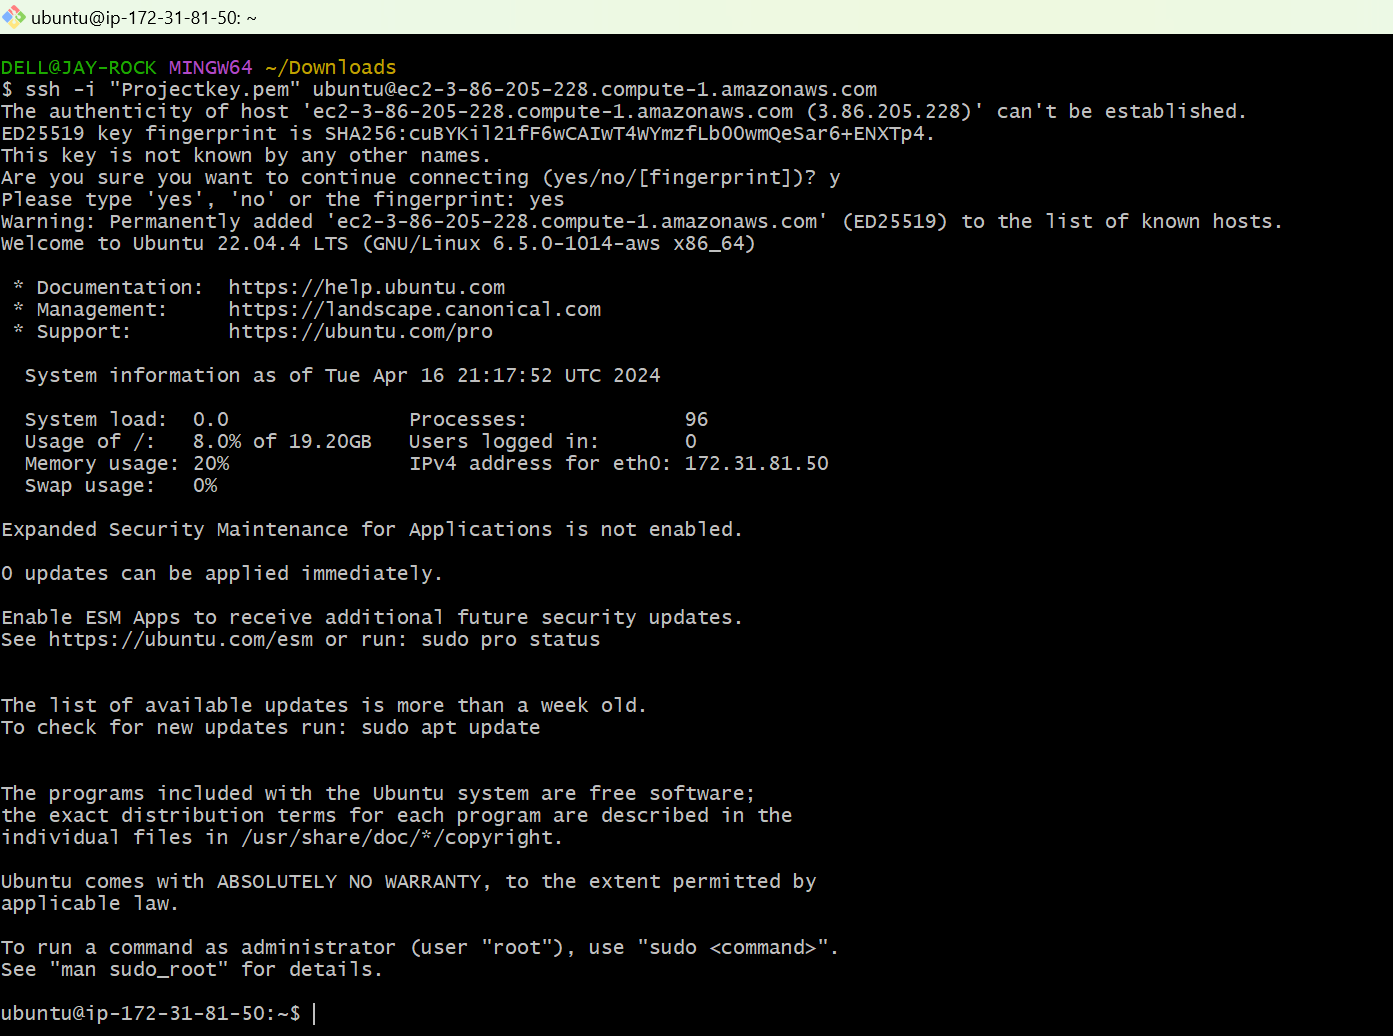 ubuntu@ip-172-31-81-50: ~
DELL@JAY-ROCK MINGW64 ~/Downloads
$ ssh -i "Projectkey.pem" ubuntu@ec2-3-86-205-228.compute-1.amazonaws.com
The authenticity of host 'ec2-3-86-205-228.compute-1.amazonaws.com (3.86.205.228)' can't be established.
ED25519 key fingerprint is SHA256:cuBYKil21fF6wCAIwT4WYmzfLbO0wmQeSar6+ENXTp4.
This key is not known by any other names.
Are you sure you want to continue connecting (yes/no/[fingerprint])? y
Please type 'yes', 'no' or the fingerprint: yes
Warning: Permanently added 'ec2-3-86-205-228.compute-1.amazonaws.com' (ED25519) to the list of known hosts.
Welcome to Ubuntu 22.04.4 LTS (GNU/Linux 6.5.0-1014-aws x86_64)
* Documentation: https://help.ubuntu.com
* Management: https://landscape.canonical.com
* Support: https://ubuntu.com/pro
System information as of Tue Apr 16 21:17:52 UTC 2024
System load: 0.0 Processes: 96
Usage of /: 8.0% of 19.20GB Users logged in: 0
Memory usage: 20% IPv4 address for eth0: 172.31.81.50
Swap usage: 0%
Expanded Security Maintenance for Applications is not enabled.
0 updates can be applied immediately.
Enable ESM Apps to receive additional future security updates.
See https://ubuntu.com/esm or run: sudo pro status
The list of available updates is more than a week old.
To check for new updates run: sudo apt update
The programs included with the Ubuntu system are free software;
the exact distribution terms for each program are described in the
individual files in /usr/share/doc/*/copyright.
Ubuntu comes with ABSOLUTELY NO WARRANTY, to the extent permitted by
applicable law.
To run a command as administrator (user "root"), use "sudo <command>".
See "man sudo_root" for details.
ubuntu@ip-172-31-81-50:~$